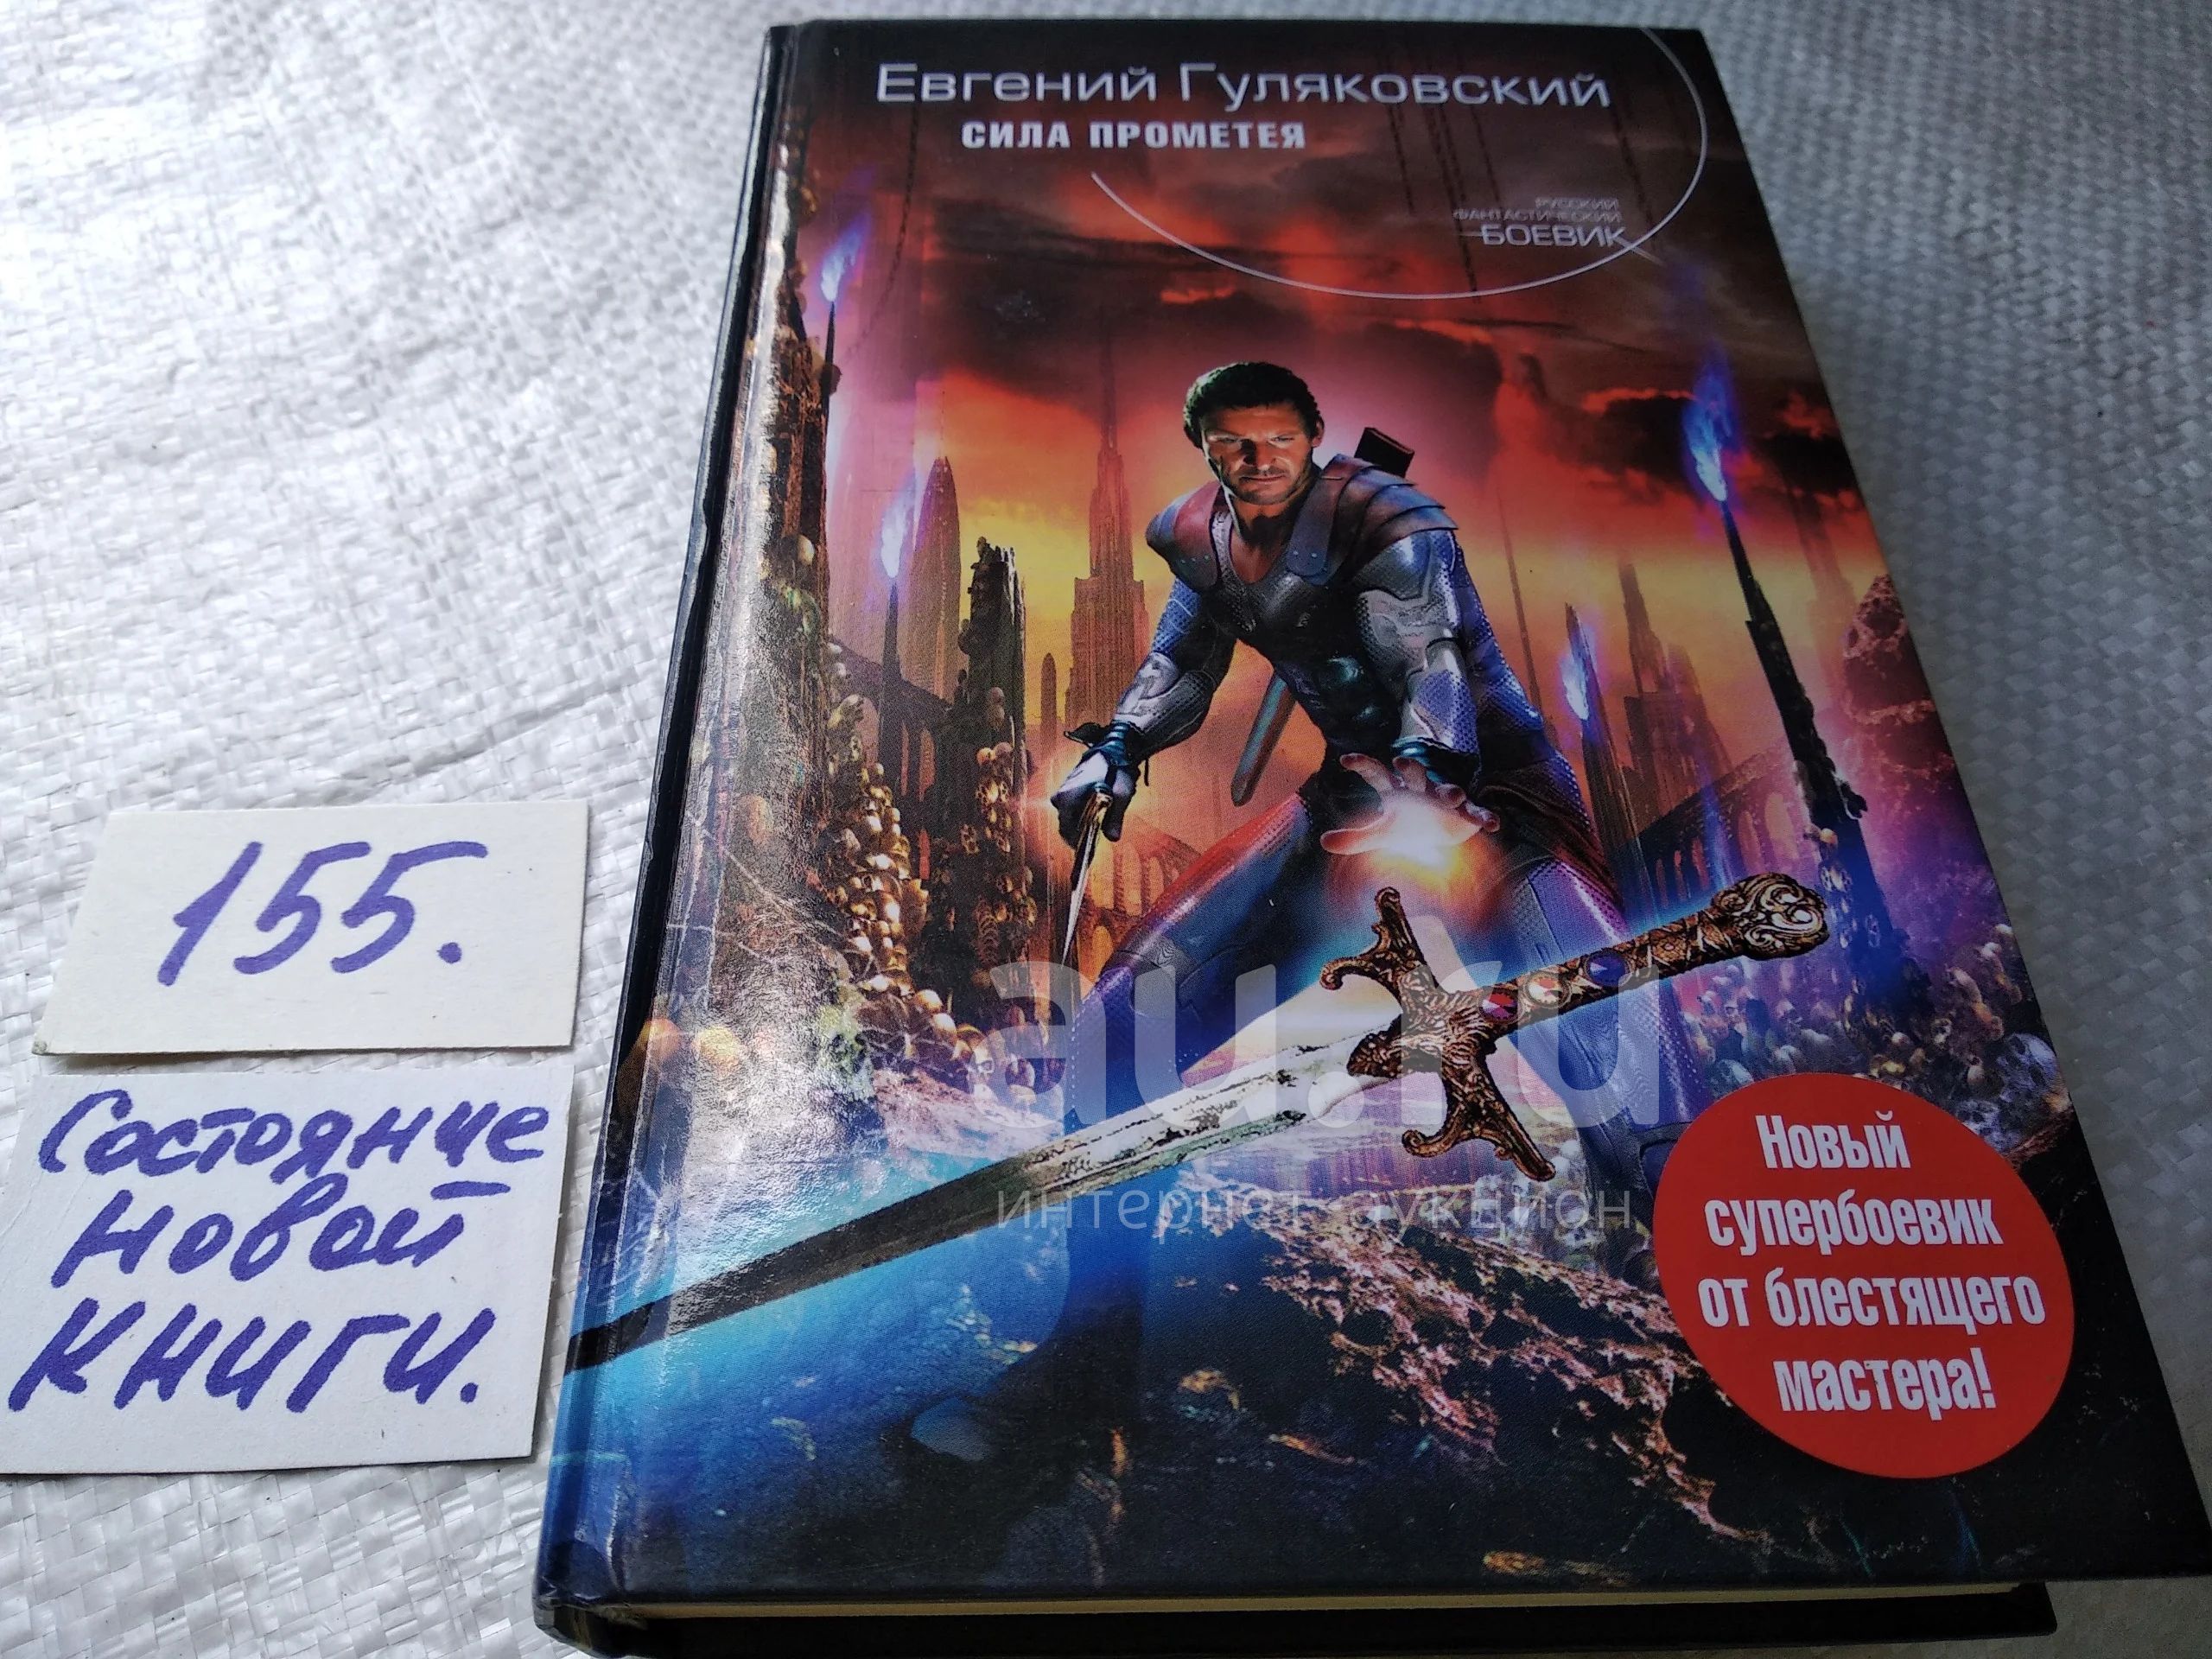 Евгений Гуляковский
СИЛА ПРОМЕТЕЯ
РУССКИЙ
ФАНТАСТИЧЕСКИЙ
БОЕВИК
155.
Состояние
новой
книги.
au.ru
интернет аукцион
Новый
супербоевик
от блестящего
мастера!